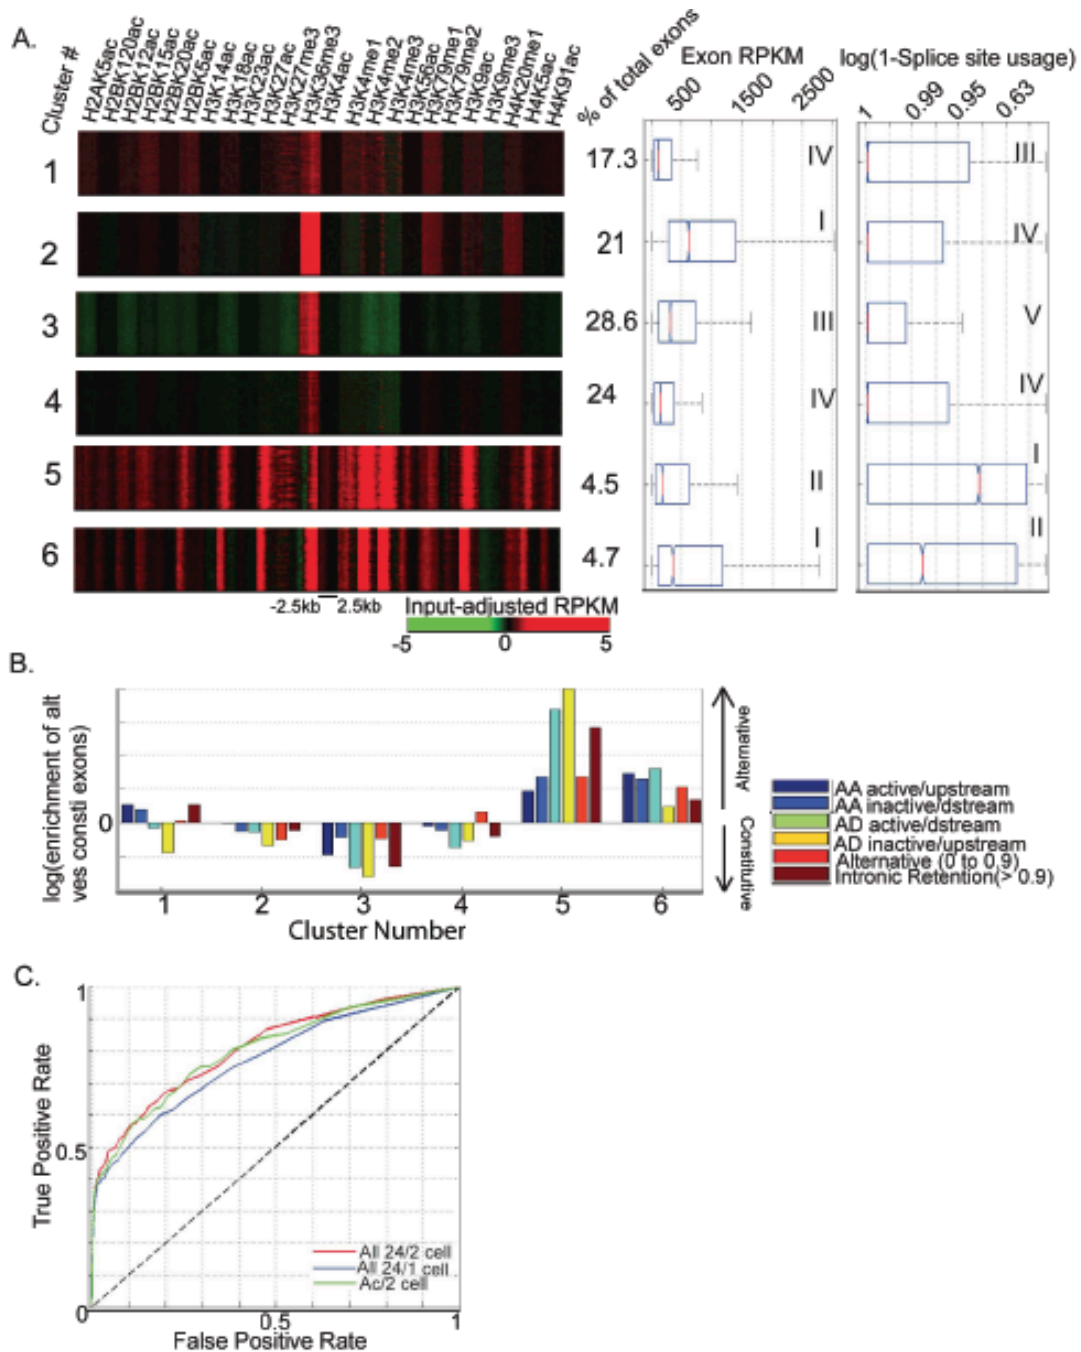 A.
Cluster #
H2AK5ac
H2BK120ac
H2BK12ac
H2BK15ac
H2BK20ac
H2BK5ac
H3K14ac
H3K18ac
H3K23ac
H3K27ac
H3K27me3
H3K36me3
H3K4ac
H3K4me1
H3K4me2
H3K4me3
H3K56ac
H3K79me1
H3K79me2
H3K9ac
H3K9me3
H4K20me1
H4K5ac
H4K91ac
% of total exons
Exon RPKM
500 1500 2500
log(1-Splice site usage)
1 0.99 0.95 0.63
1 17.3 IV III
2 21 I IV
3 28.6 III V
4 24 IV IV
5 4.5 II I
6 4.7 I II
-2.5kb 2.5kb
Input-adjusted RPKM
-5 0 5
B.
log(enrichment of alt
ves consti exons)
0
1 2 3 4 5 6
Cluster Number
Alternative
Constitutive
AA active/upstream
AA inactive/dstream
AD active/dstream
AD inactive/upstream
Alternative (0 to 0.9)
Intronic Retention(> 0.9)
C.
True Positive Rate
1
0.5
0
0.5
1
False Positive Rate
All 24/2 cell
All 24/1 cell
Ac/2 cell